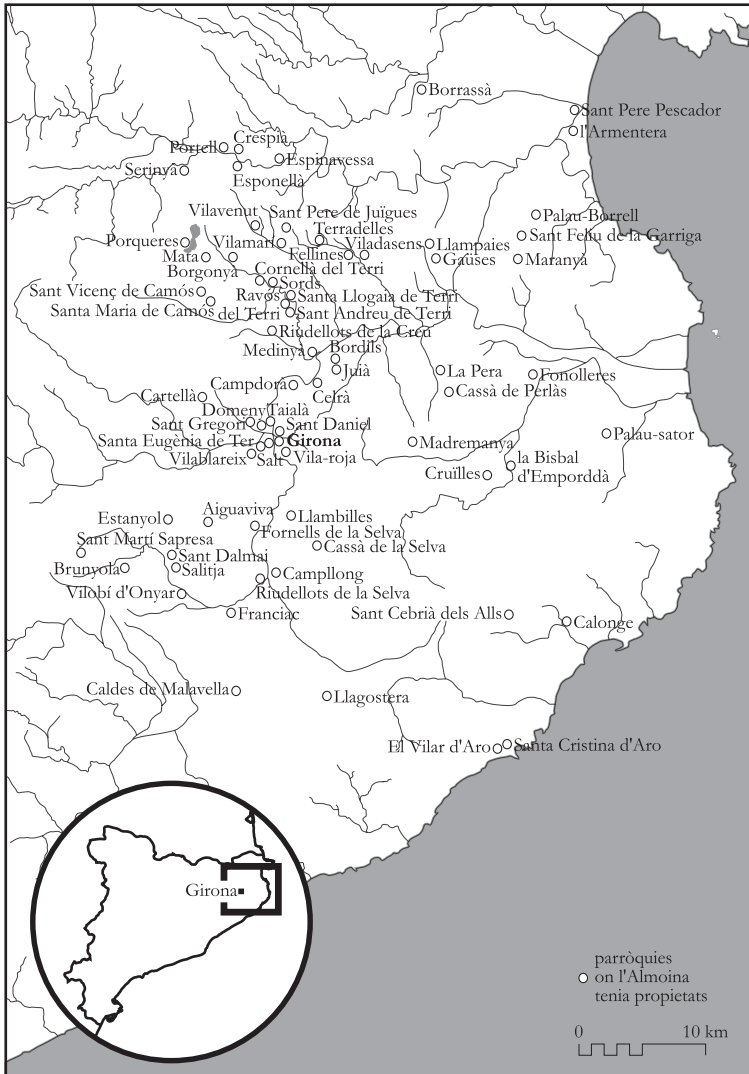 Borrassà
Sant Pere Pescador
l'Armentera
Crespià
Portell
Espinavessa
Serinyà
Esponellà
Vilavenut
Sant Pere de Juïgues
Palau-Borrell
Terradelles
Porqueres
Vilamarí
Viladasens
Llampaies
Sant Feliu de la Garriga
Mata
Fellines
Gaüses
Maranyà
Borgonyà
Cornellà del Terri
Sords
Sant Vicenç de Camós
Ravós
del Terri
Santa Llogaia de Terri
Santa Maria de Camós
Sant Andreu de Terri
Riudellots de la Creu
Bordils
Medinyà
Juià
La Pera
Fonolleres
Campdorà
Celrà
Cassà de Perlàs
Cartellà
Domeny
Taialà
Sant Gregori
Sant Daniel
Palau-sator
Santa Eugènia de Ter
Girona
Madremanya
Vilablareix
Salt
Vila-roja
la Bisbal
d'Emporddà
Cruïlles
Aiguaviva
Estanyol
Llambilles
Fornells de la Selva
Sant Martí Sapresa
Cassà de la Selva
Sant Dalmai
Brunyola
Salitja
Campllong
Vilobí d'Onyar
Riudellots de la Selva
Franciac
Sant Cebrià dels Alls
Calonge
Caldes de Malavella
Llagostera
El Vilar d'Aro
Santa Cristina d'Aro
Girona
parròquies
on l'Almoina
tenia propietats
0 10 km